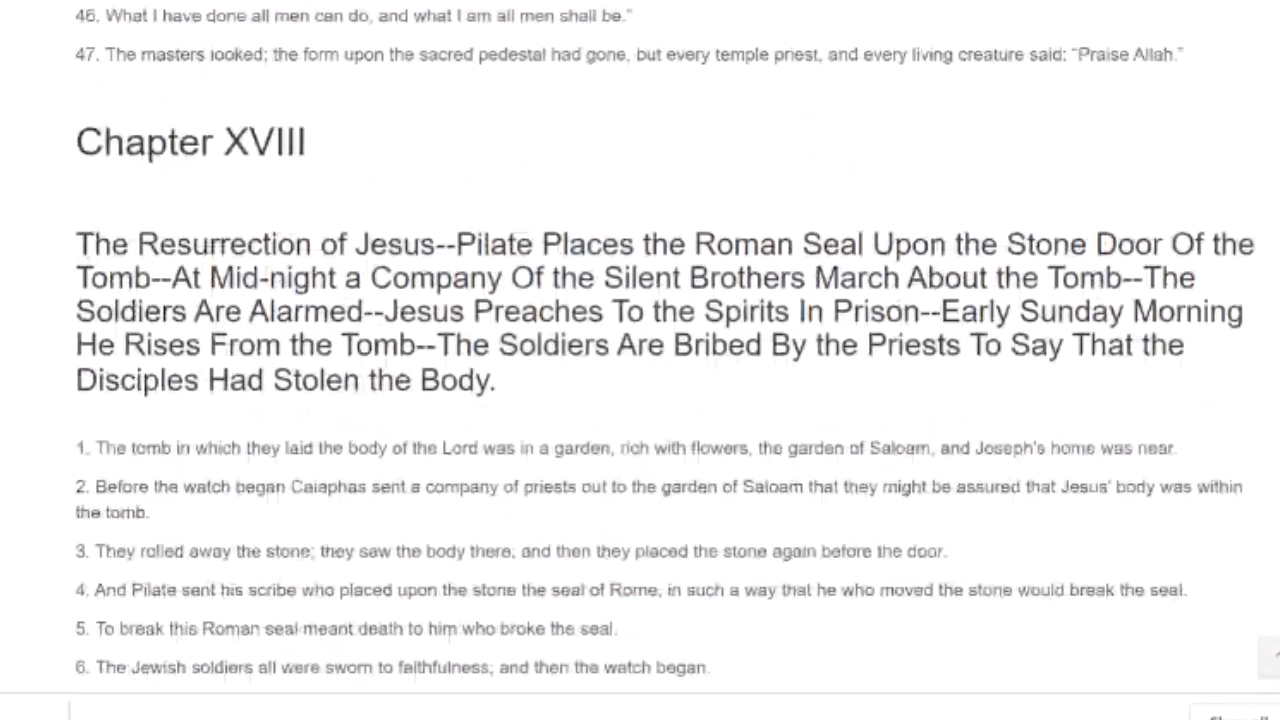 46. What I have done all men can do, and what I am all men shall be."
47. The masters looked; the form upon the sacred pedestal had gone, but every temple priest, and every living creature said: "Praise Allah."
Chapter XVIII
The Resurrection of Jesus--Pilate Places the Roman Seal Upon the Stone Door Of the
Tomb--At Mid-night a Company Of the Silent Brothers March About the Tomb--The
Soldiers Are Alarmed--Jesus Preaches To the Spirits In Prison--Early Sunday Morning
He Rises From the Tomb--The Soldiers Are Bribed By the Priests To Say That the
Disciples Had Stolen the Body.
1. The tomb in which they laid the body of the Lord was in a garden, rich with flowers, the garden of Saloam, and Joseph's home was near.
2. Before the watch began Caiaphas sent a company of priests out to the garden of Saloam that they might be assured that Jesus' body was within
the tomb.
3. They rolled away the stone; they saw the body there, and then they placed the stone again before the door.
4. And Pilate sent his scribe who placed upon the stone the seal of Rome, in such a way that he who moved the stone would break the seal.
5. To break this Roman seal meant death to him who broke the seal.
6. The Jewish soldiers all were sworn to faithfulness; and then the watch began.